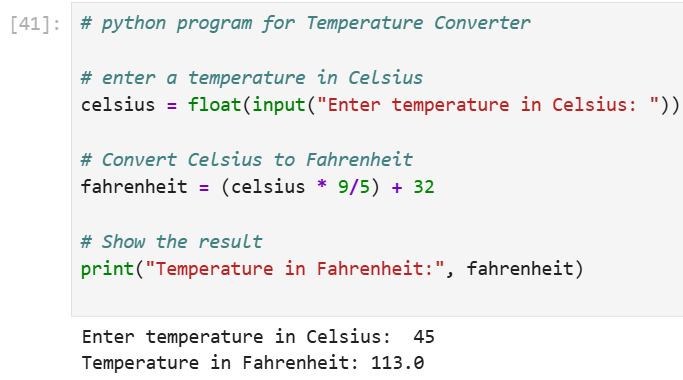 [41]: # python program for Temperature Converter
# enter a temperature in Celsius
celsius = float(input("Enter temperature in Celsius: "))
# Convert Celsius to Fahrenheit
fahrenheit = (celsius * 9/5) + 32
# Show the result
print("Temperature in Fahrenheit:", fahrenheit)
Enter temperature in Celsius:  45
Temperature in Fahrenheit: 113.0